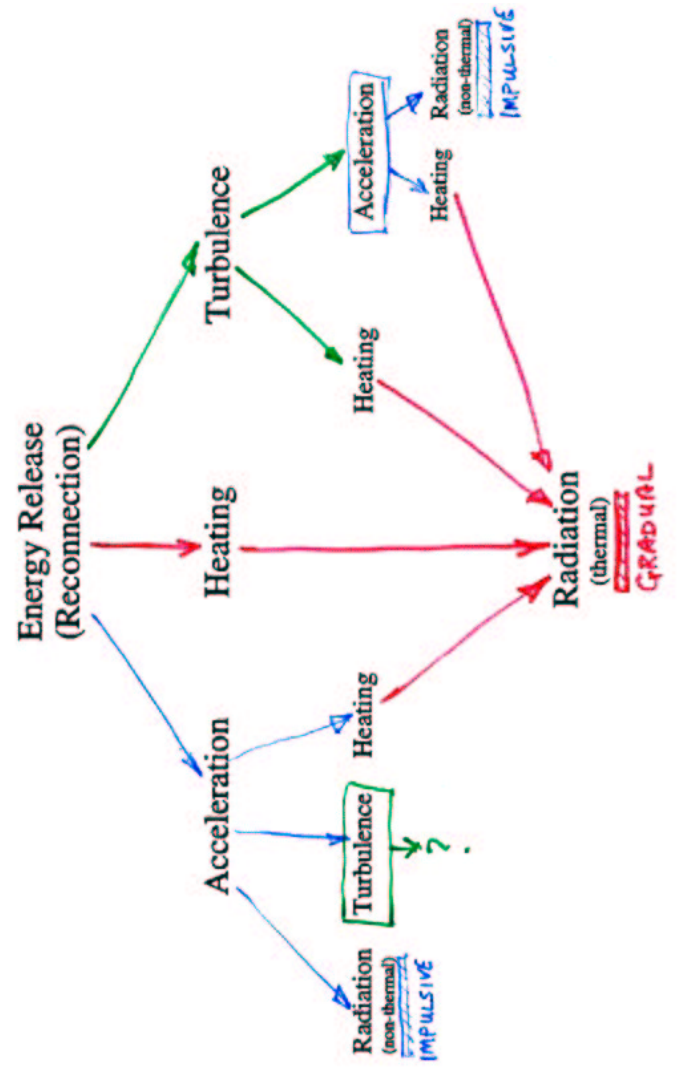 Energy Release
(Reconnection)
Acceleration
Heating
Turbulence
Radiation
(non-thermal)
IMPULSIVE
Turbulence
?
Heating
Heating
Acceleration
Heating
Radiation
(non-thermal)
IMPULSIVE
Radiation
(thermal)
GRADUAL